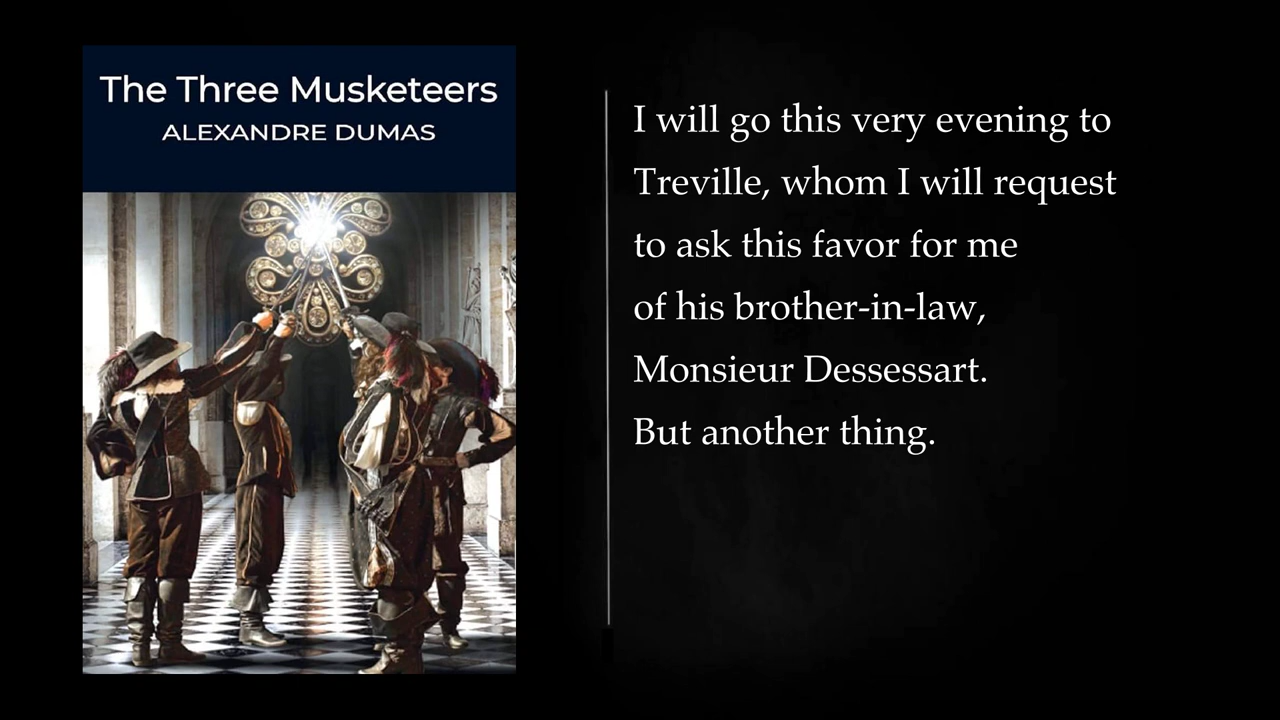 The Three Musketeers
ALEXANDRE DUMAS
I will go this very evening to
Treville, whom I will request
to ask this favor for me
of his brother-in-law,
Monsieur Dessessart.
But another thing.